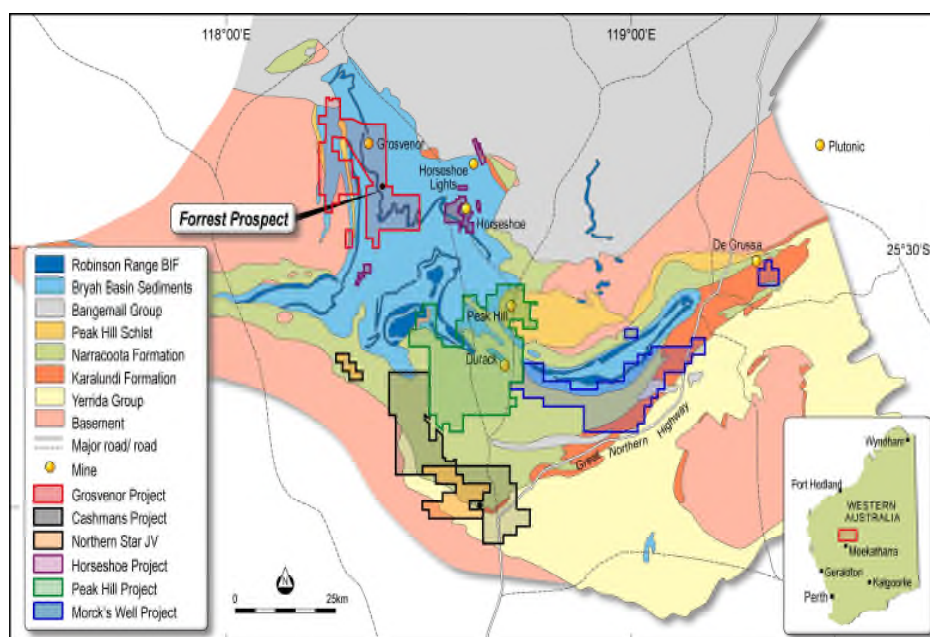 118°00'E
119°00'E
Grosvenor
Plutonic
Horseshoe
Lights
Forrest Prospect
Horseshoe
De Grussa
25°30'S
Robinson Range BIF
Bryah Basin Sediments
Bangemall Group
Peak Hill Schist
Narracoota Formation
Karalundi Formation
Yerrida Group
Basement
Major road/ road
Mine
Grosvenor Project
Cashmans Project
Northern Star JV
Horseshoe Project
Peak Hill Project
Morck's Well Project
Peak Hill
Durack
Great Northern Highway
N
0
25km
Wyndham
Port Hedland
WESTERN
AUSTRALIA
Meekatharra
Geraldton
Kalgoorlie
Perth